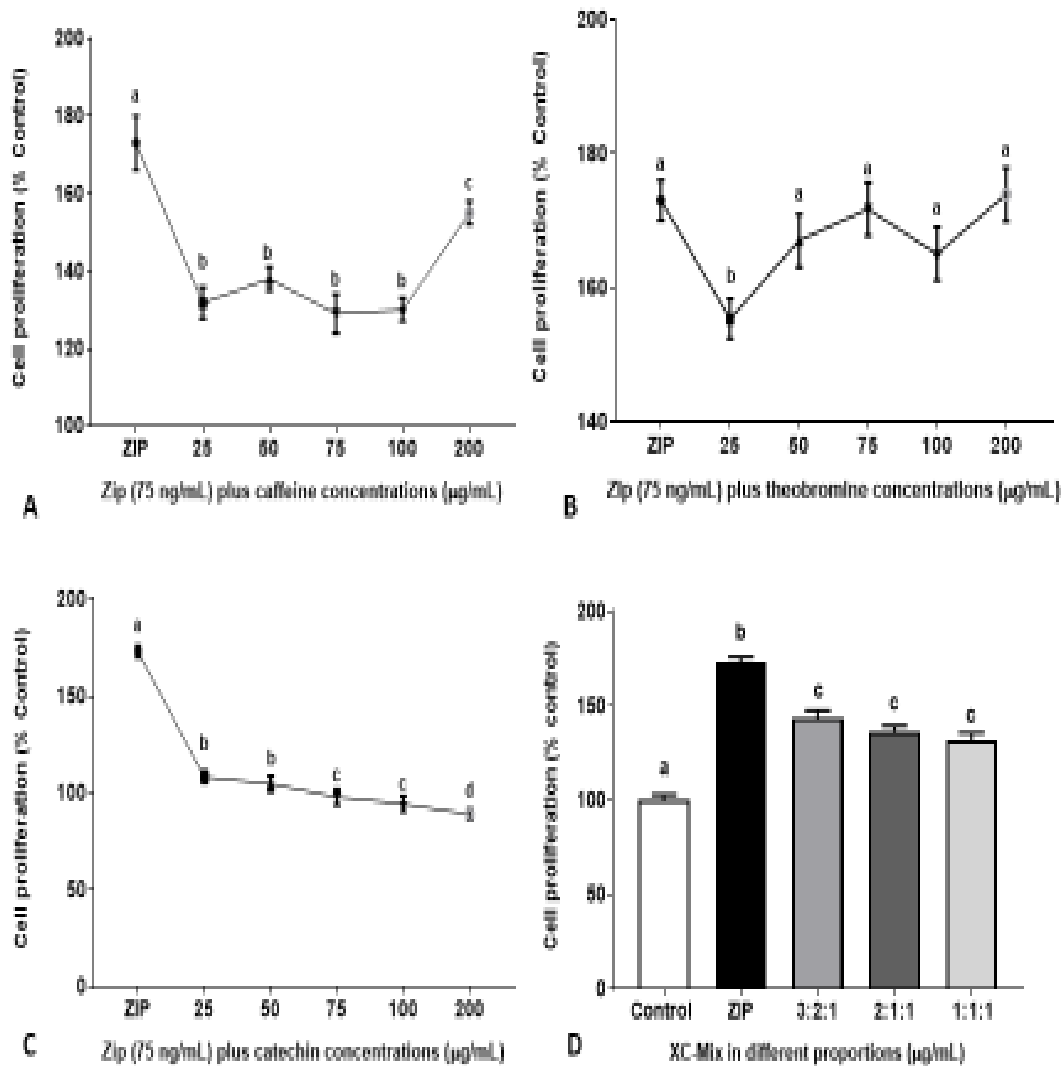 200
180
160
140
120
100
Cell proliferation (% Control)
a
b
b
b
b
c
ZIP 25 50 75 100 200
Zip (75 ng/mL) plus caffeine concentrations (µg/mL)
A
200
180
160
140
Cell proliferation (% Control)
a
b
a
a
a
a
ZIP 25 50 75 100 200
Zip (75 ng/mL) plus theobromine concentrations (µg/mL)
B
200
150
100
50
0
Cell proliferation (% Control)
a
b
b
c
c
d
ZIP 25 50 75 100 200
Zip (75 ng/mL) plus catechin concentrations (µg/mL)
C
200
150
100
50
0
Cell proliferation (% control)
a
b
c
c
c
Control ZIP 3:2:1 2:1:1 1:1:1
XC-Mix in different proportions (µg/mL)
D